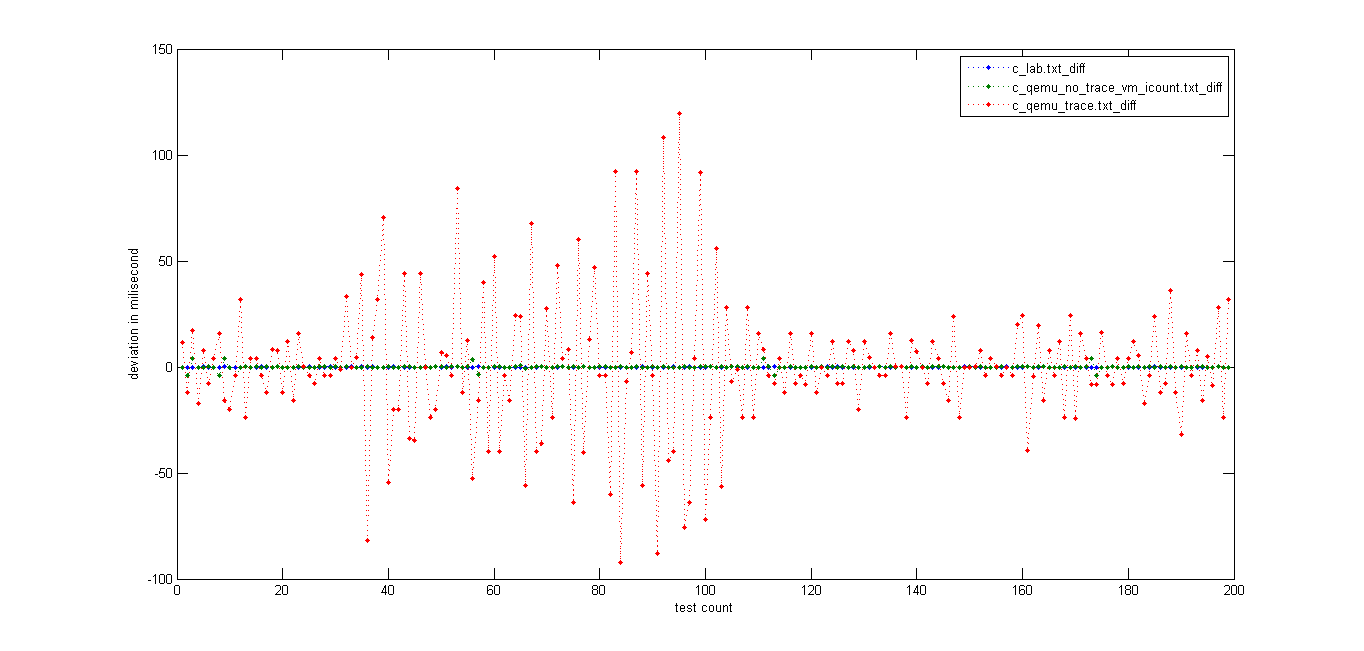 150
100
50
0
-50
-100
deviation in milisecond
0 20 40 60 80 100 120 140 160 180 200
test count
c_lab.txt_diff
c_qemu_no_trace_vm_icount.txt_diff
c_qemu_trace.txt_diff